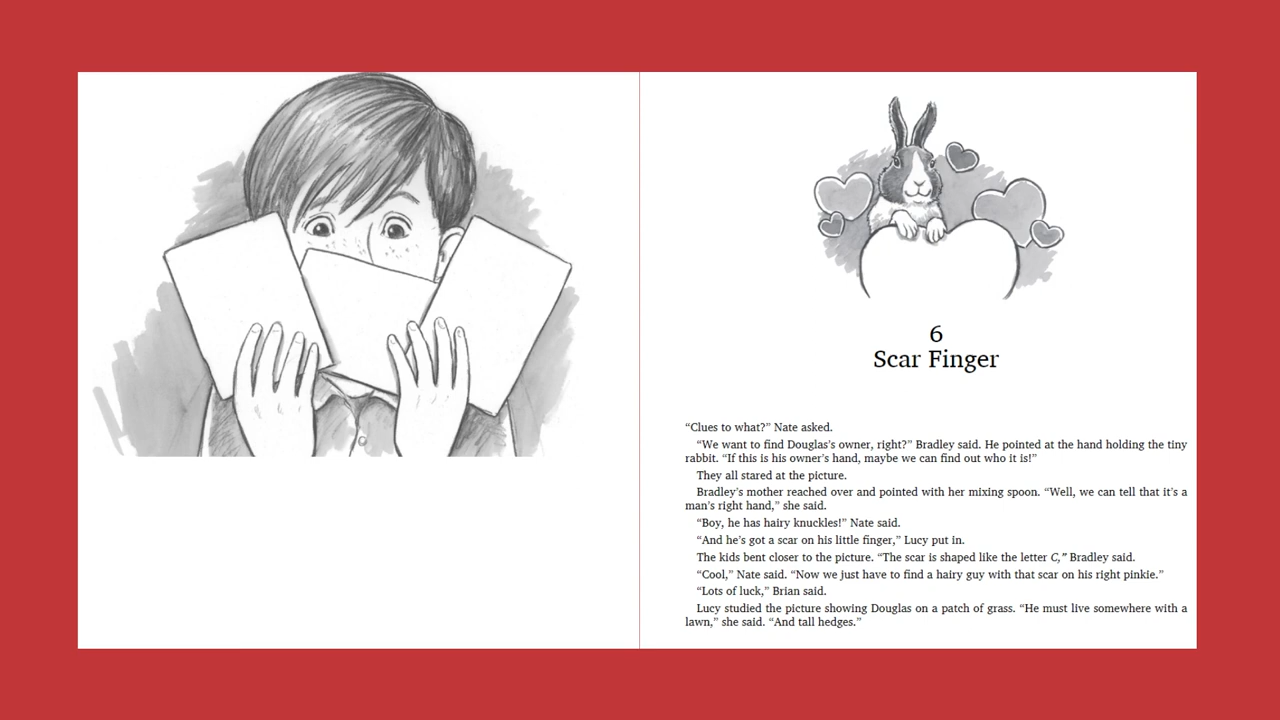 6
Scar Finger
“Clues to what?” Nate asked.
“We want to find Douglas’s owner, right?” Bradley said. He pointed at the hand holding the tiny
rabbit. “If this is his owner’s hand, maybe we can find out who it is!”
They all stared at the picture.
Bradley’s mother reached over and pointed with her mixing spoon. “Well, we can tell that it’s a
man’s right hand,” she said.
“Boy, he has hairy knuckles!” Nate said.
“And he’s got a scar on his little finger,” Lucy put in.
The kids bent closer to the picture. “The scar is shaped like the letter C,” Bradley said.
“Cool,” Nate said. “Now we just have to find a hairy guy with that scar on his right pinkie.”
“Lots of luck,” Brian said.
Lucy studied the picture showing Douglas on a patch of grass. “He must live somewhere with a
lawn,” she said. “And tall hedges.”